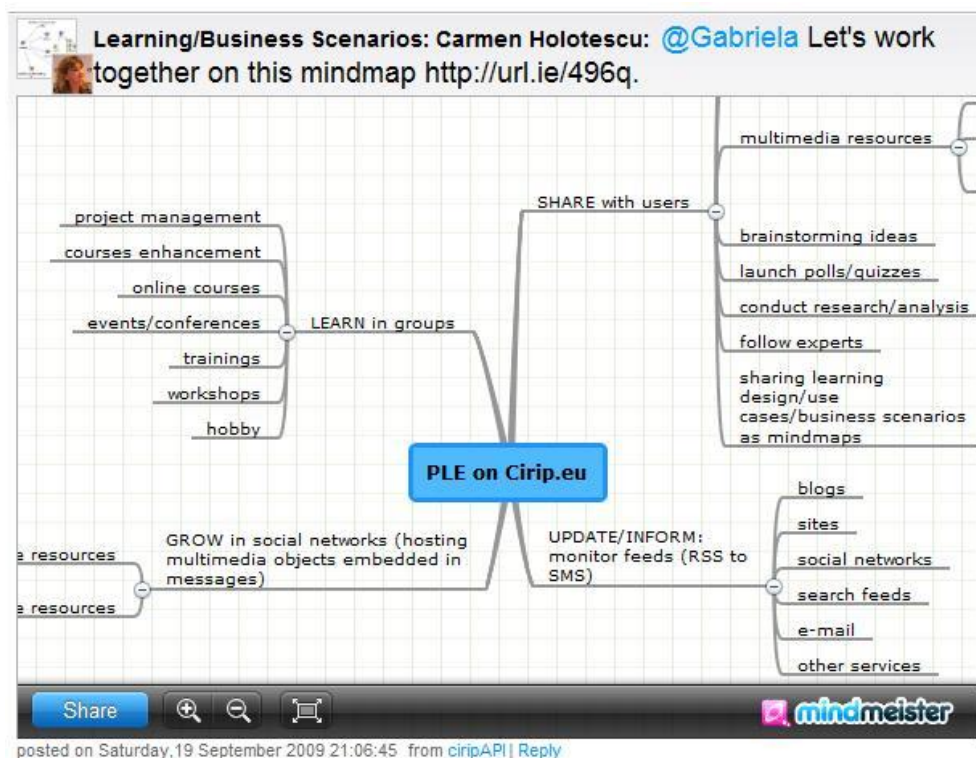 Learning/Business Scenarios: Carmen Holotescu: @Gabriela Let's work
together on this mindmap http://url.ie/496q.
multimedia resources
SHARE with users
brainstorming ideas
launch polls/quizzes
conduct research/analysis
follow experts
sharing learning
design/use
cases/business scenarios
as mindmaps
project management
courses enhancement
online courses
events/conferences
trainings
workshops
hobby
LEARN in groups
PLE on Cirip.eu
GROW in social networks (hosting
multimedia objects embedded in
messages)
e resources
e resources
UPDATE/INFORM:
monitor feeds (RSS to
SMS)
blogs
sites
social networks
search feeds
e-mail
other services
Share
mindmeister
posted on Saturday,19 September 2009 21:06:45 from ciripAPI | Reply